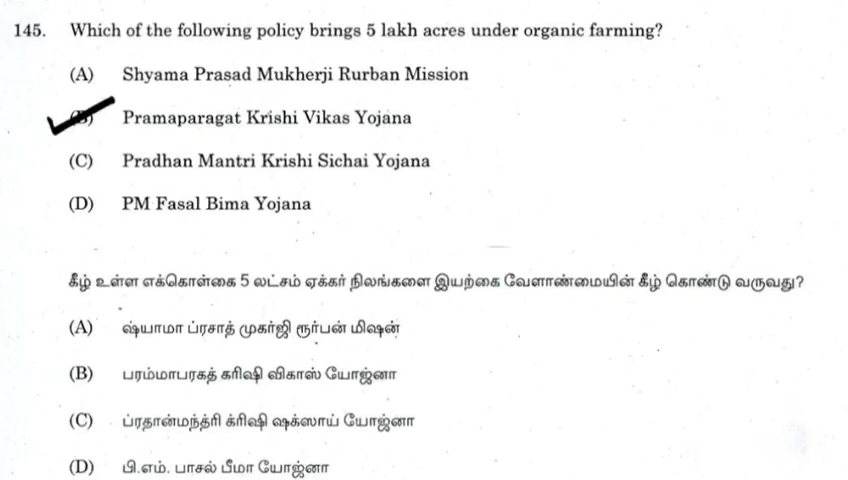 145. Which of the following policy brings 5 lakh acres under organic farming?
(A) Shyama Prasad Mukherji Rurban Mission
(B) Pramaparagat Krishi Vikas Yojana
(C) Pradhan Mantri Krishi Sichai Yojana
(D) PM Fasal Bima Yojana
கீழ் உள்ள எக்கொள்கை 5 லட்சம் ஏக்கர் நிலங்களை இயற்கை வேளாண்மையின் கீழ் கொண்டு வருவது?
(A) ஷ்யாமா ப்ரசாத் முகர்ஜி ரூர்பன் மிஷன்
(B) பரம்மாபரகத் கரிஷி விகாஸ் யோஜ்னா
(C) ப்ரதான்மந்த்ரி க்ரிஷி ஷக்ஸாய் யோஜ்னா
(D) பி.எம். பாசல் பீமா யோஜ்னா